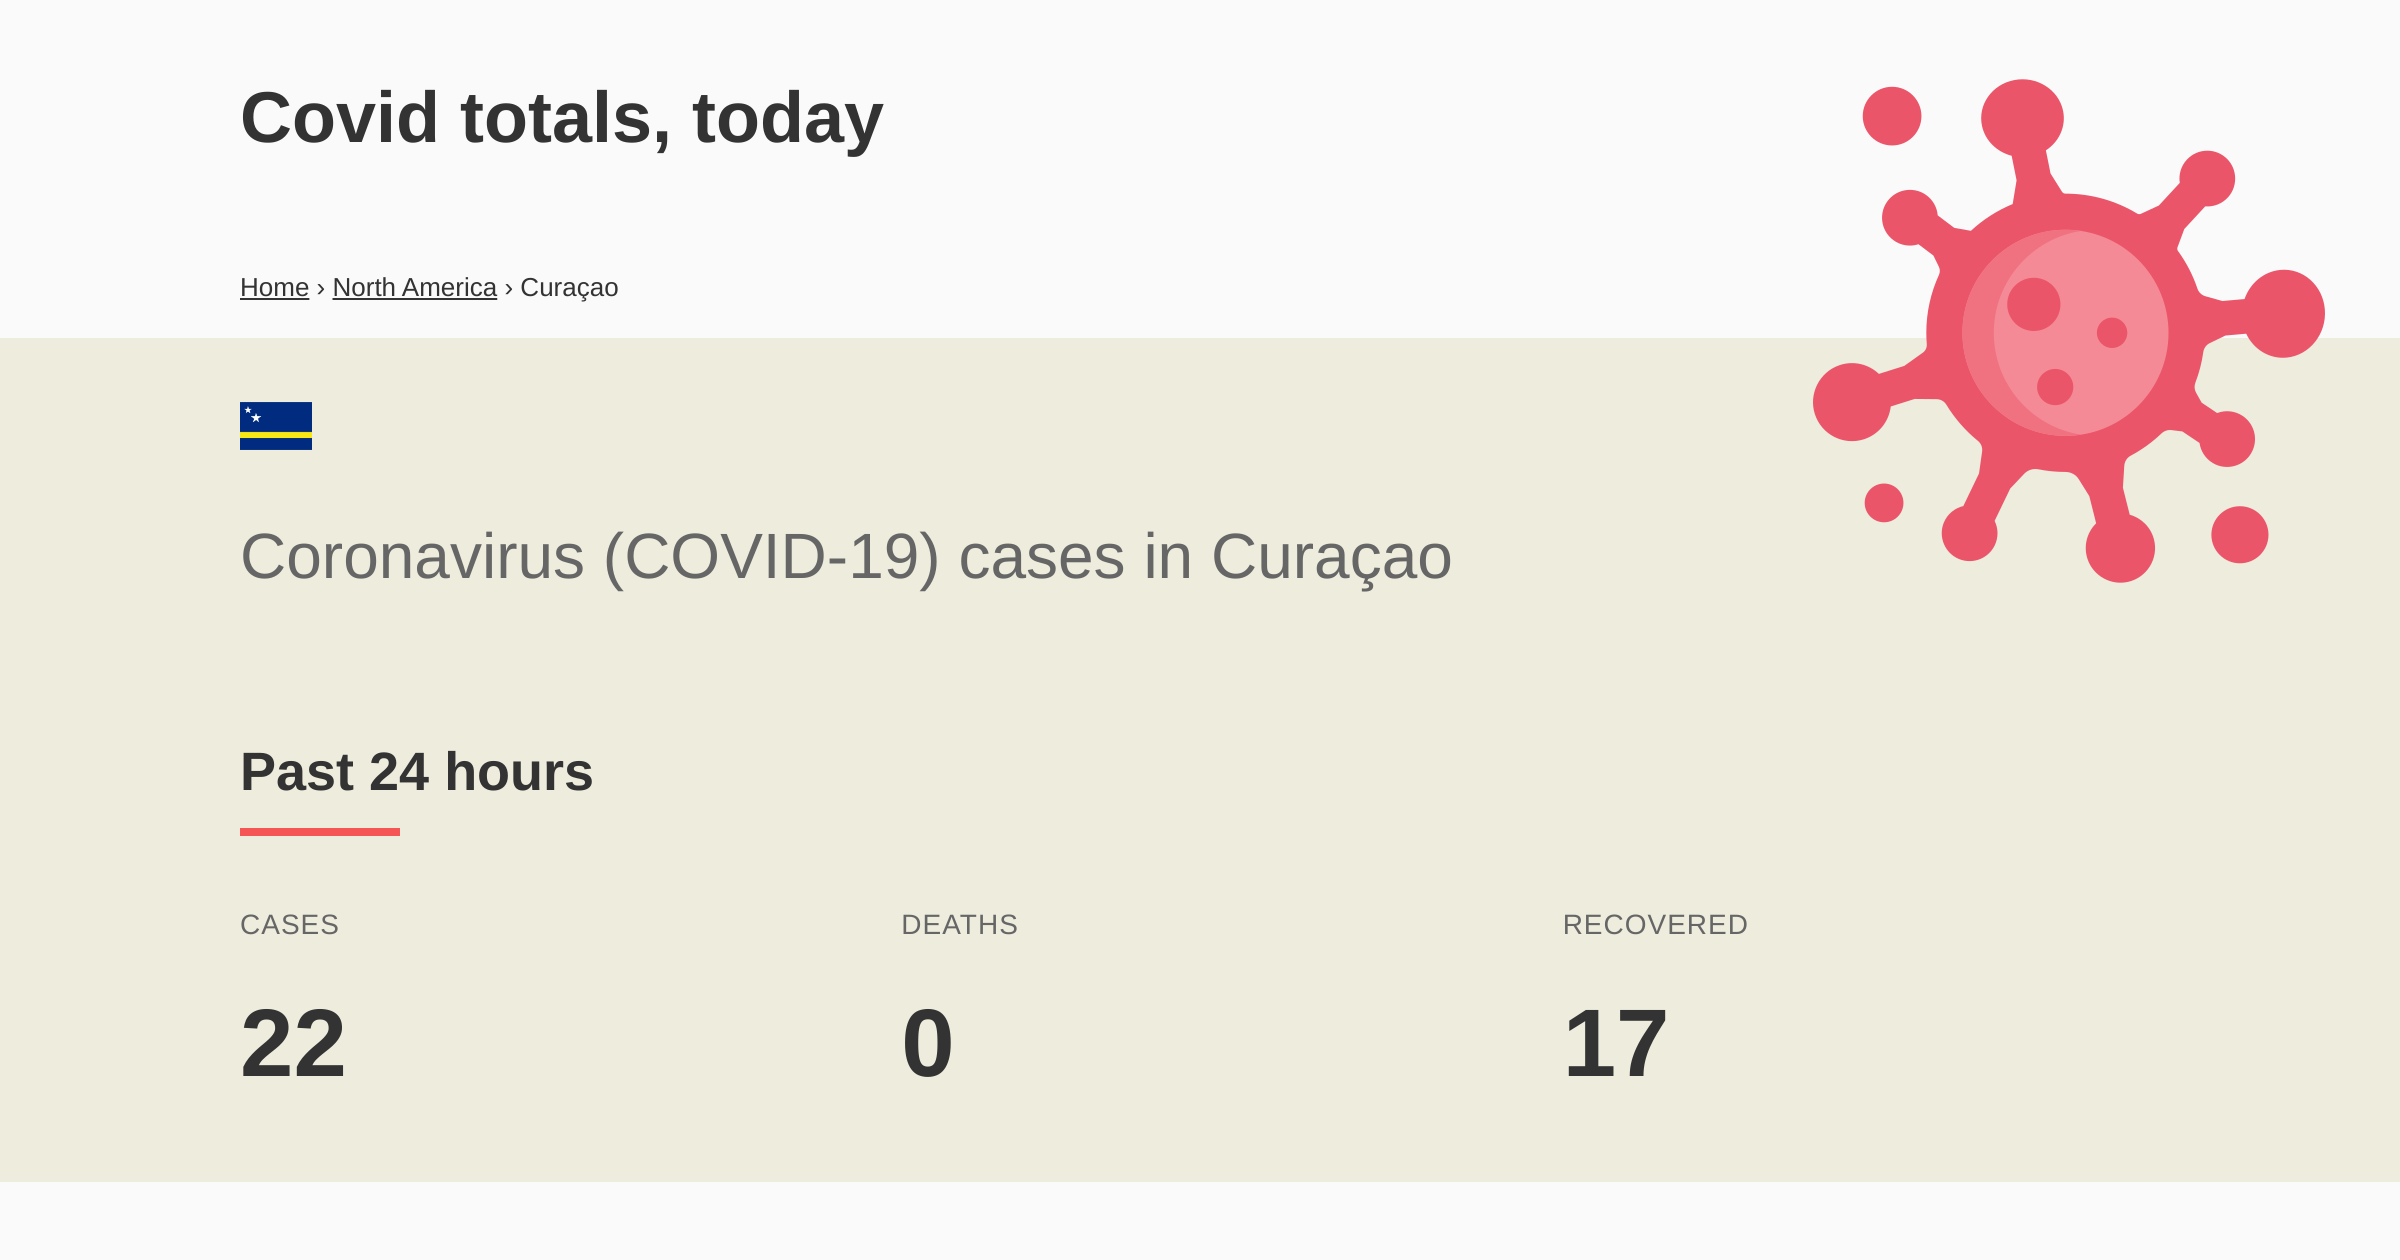 Covid totals, today
Home › North America › Curaçao
Coronavirus (COVID-19) cases in Curaçao
Past 24 hours
CASES
DEATHS
RECOVERED
22
0
17